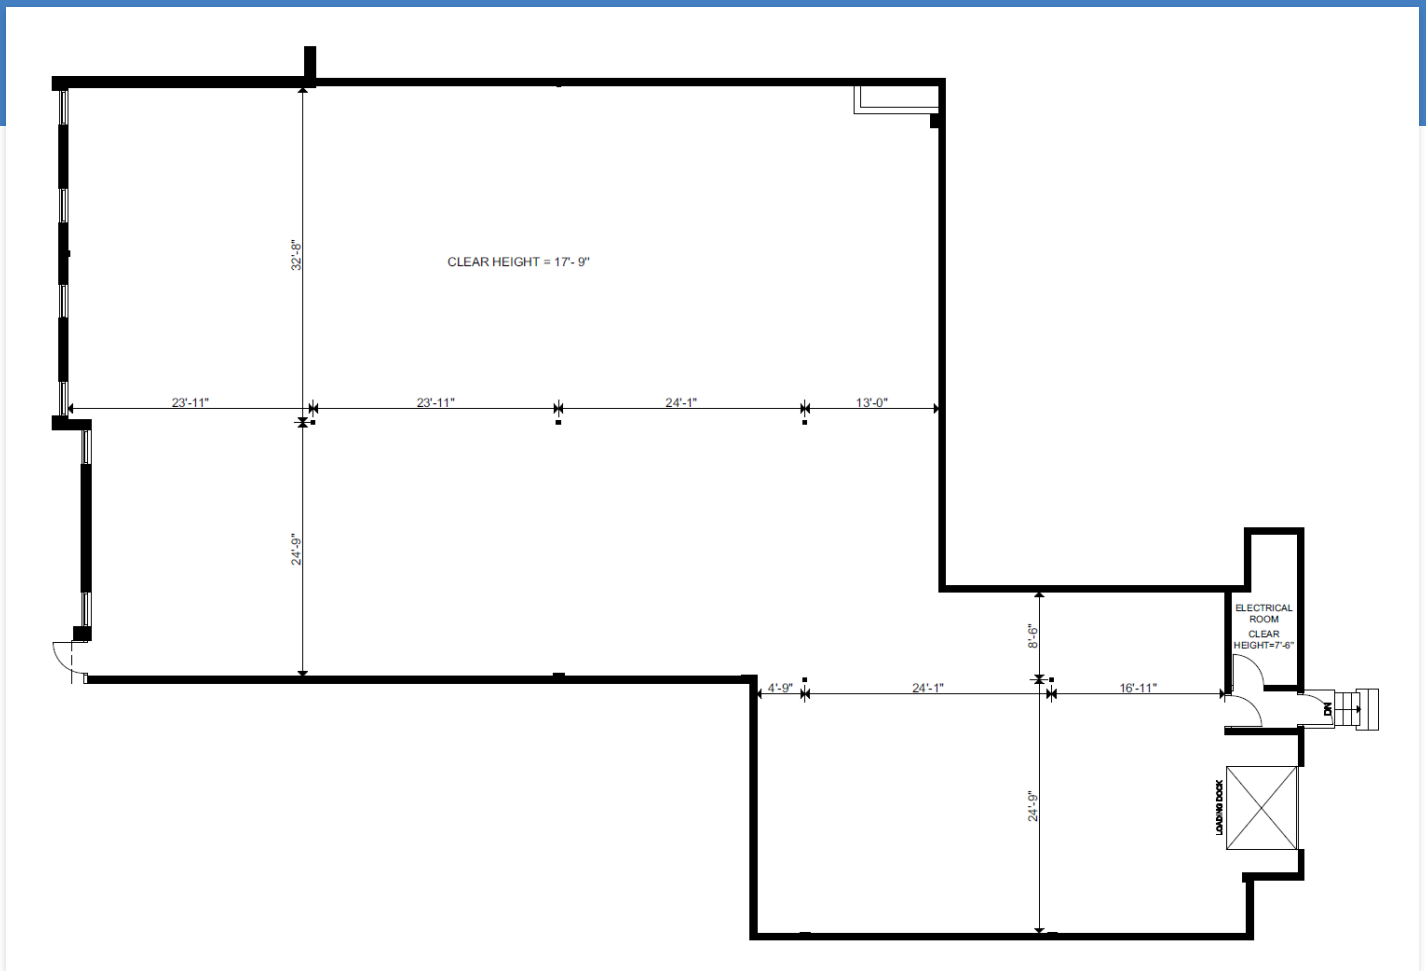 32'-8"
CLEAR HEIGHT = 17'- 9"
23'-11"
23'-11"
24'-1"
13'-0"
24'-9"
ELECTRICAL
ROOM
CLEAR
HEIGHT=7'-6"
8'-6"
4'-9"
24'-1"
16'-11"
DN
24'-9"
LOADING DOCK